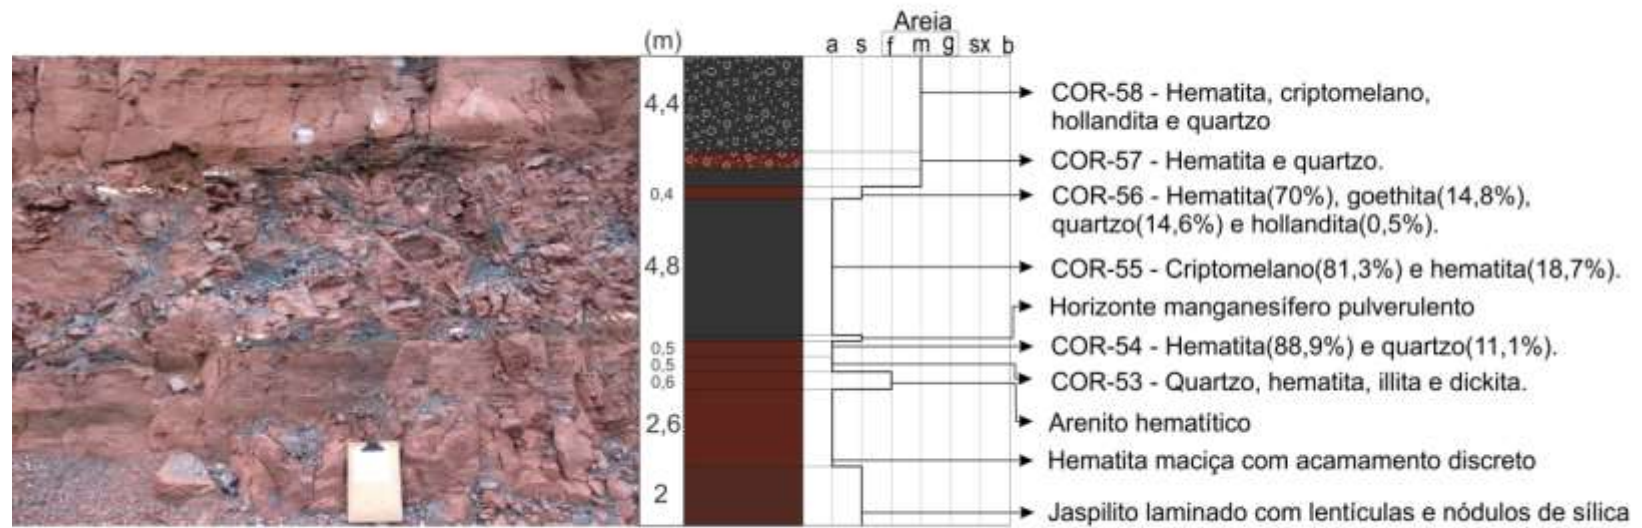 Areia
(m) a s f m g sx b
4,4
COR-58 - Hematita, criptomelano,
hollandita e quartzo
COR-57 - Hematita e quartzo.
0,4
COR-56 - Hematita(70%), goethita(14,8%),
quartzo(14,6%) e hollandita(0,5%).
4,8
COR-55 - Criptomelano(81,3%) e hematita(18,7%).
Horizonte manganesífero pulverulento
0,5
COR-54 - Hematita(88,9%) e quartzo(11,1%).
0,5
0,6
COR-53 - Quartzo, hematita, illita e dickita.
2,6
Arenito hematítico
Hematita maciça com acamamento discreto
2
Jaspilito laminado com lentículas e nódulos de sílica